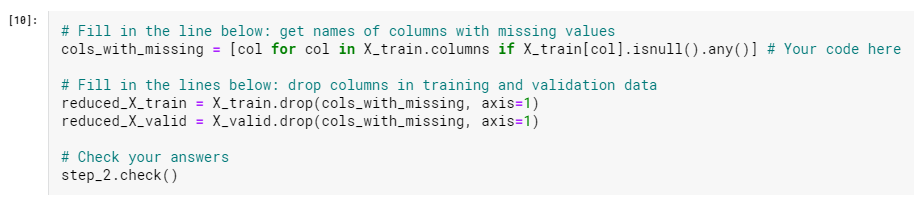 [10]:
# Fill in the line below: get names of columns with missing values
cols_with_missing = [col for col in X_train.columns if X_train[col].isnull().any()] # Your code here
# Fill in the lines below: drop columns in training and validation data
reduced_X_train = X_train.drop(cols_with_missing, axis=1)
reduced_X_valid = X_valid.drop(cols_with_missing, axis=1)
# Check your answers
step_2.check()